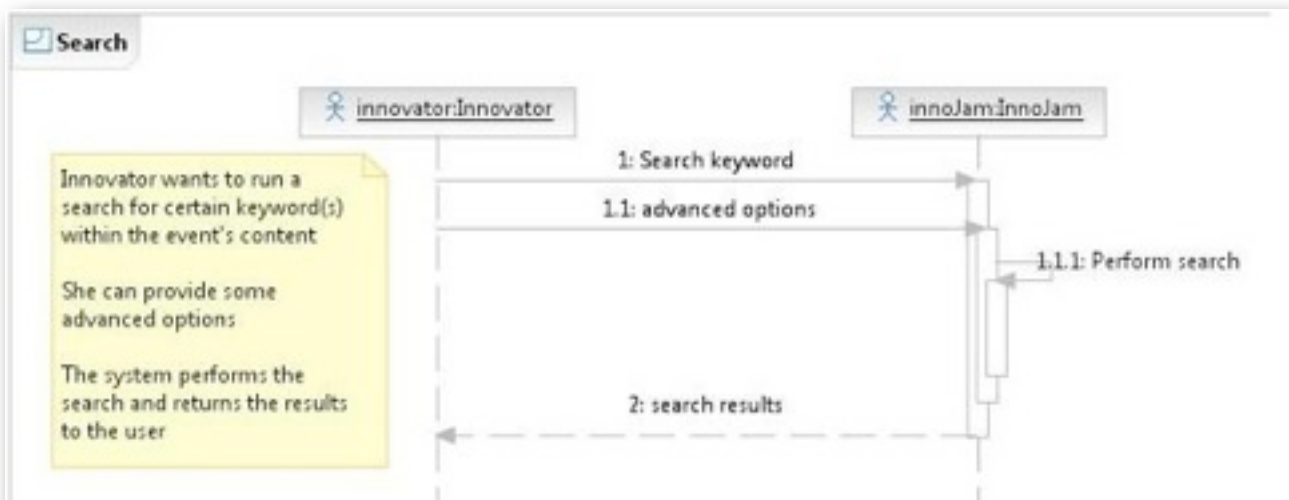 Search
innovator:Innovator
innoJam:InnoJam
Innovator wants to run a
search for certain keyword(s)
within the event's content
She can provide some
advanced options
The system performs the
search and returns the results
to the user
1: Search keyword
1.1: advanced options
1.1.1: Perform search
2: search results